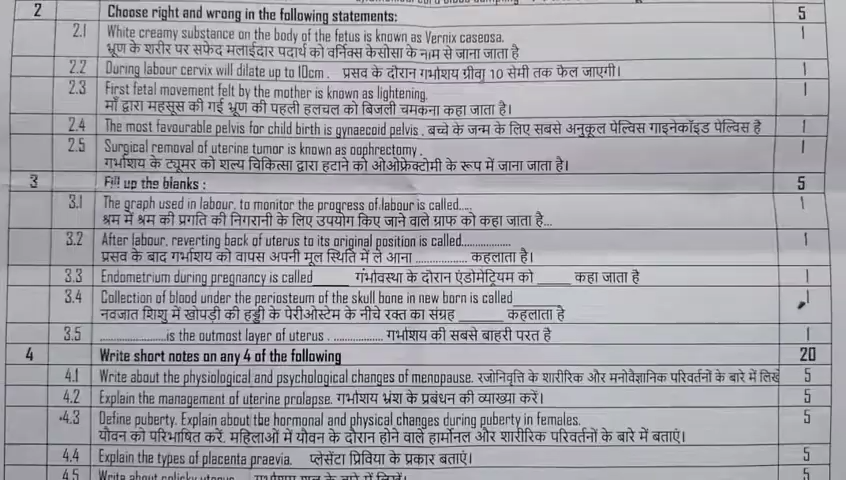 2 Choose right and wrong in the following statements: 5
2.1 White creamy substance on the body of the fetus is known as Vernix caseosa. 1
भ्रूण के शरीर पर सफेद मलाईदार पदार्थ को वर्निक्स केसोसा के नाम से जाना जाता है
2.2 During labour cervix will dilate up to 10cm. प्रसव के दौरान गर्भाशय ग्रीवा 10 सेमी तक फैल जाएगी। 1
2.3 First fetal movement felt by the mother is known as lightening. 1
माँ द्वारा महसूस की गई भ्रूण की पहली हलचल को बिजली चमकना कहा जाता है।
2.4 The most favourable pelvis for child birth is gynaecoid pelvis. बच्चे के जन्म के लिए सबसे अनुकूल पेल्विस गाइनेकॉइड पेल्विस है 1
2.5 Surgical removal of uterine tumor is known as oophrectomy. 1
गर्भाशय के ट्यूमर को शल्य चिकित्सा द्वारा हटाने को ओओफ्रेक्टोमी के रूप में जाना जाता है।
3 Fill up the blanks : 5
3.1 The graph used in labour, to monitor the progress of labour is called..... 1
श्रम में श्रम की प्रगति की निगरानी के लिए उपयोग किए जाने वाले ग्राफ को कहा जाता है...
3.2 After labour, reverting back of uterus to its original position is called................. 1
प्रसव के बाद गर्भाशय को वापस अपनी मूल स्थिति में ले आना .................. कहलाता है।
3.3 Endometrium during pregnancy is called _____ गर्भावस्था के दौरान एंडोमेट्रियम को _____ कहा जाता है 1
3.4 Collection of blood under the periosteum of the skull bone in new born is called_______ 1
नवजात शिशु में खोपड़ी की हड्डी के पेरीओस्टेम के नीचे रक्त का संग्रह _______ कहलाता है
3.5 .......................is the outmost layer of uterus . .................. गर्भाशय की सबसे बाहरी परत है 1
4 Write short notes on any 4 of the following 20
4.1 Write about the physiological and psychological changes of menopause. रजोनिवृत्ति के शारीरिक और मनोवैज्ञानिक परिवर्तनों के बारे में लिखें 5
4.2 Explain the management of uterine prolapse. गर्भाशय भ्रंश के प्रबंधन की व्याख्या करें। 5
4.3 Define puberty. Explain about the hormonal and physical changes during puberty in females. 5
यौवन को परिभाषित करें. महिलाओं में यौवन के दौरान होने वाले हार्मोनल और शारीरिक परिवर्तनों के बारे में बताएं।
4.4 Explain the types of placenta praevia. प्लेसेंटा प्रिविया के प्रकार बताएं। 5
4.5 Write about 5